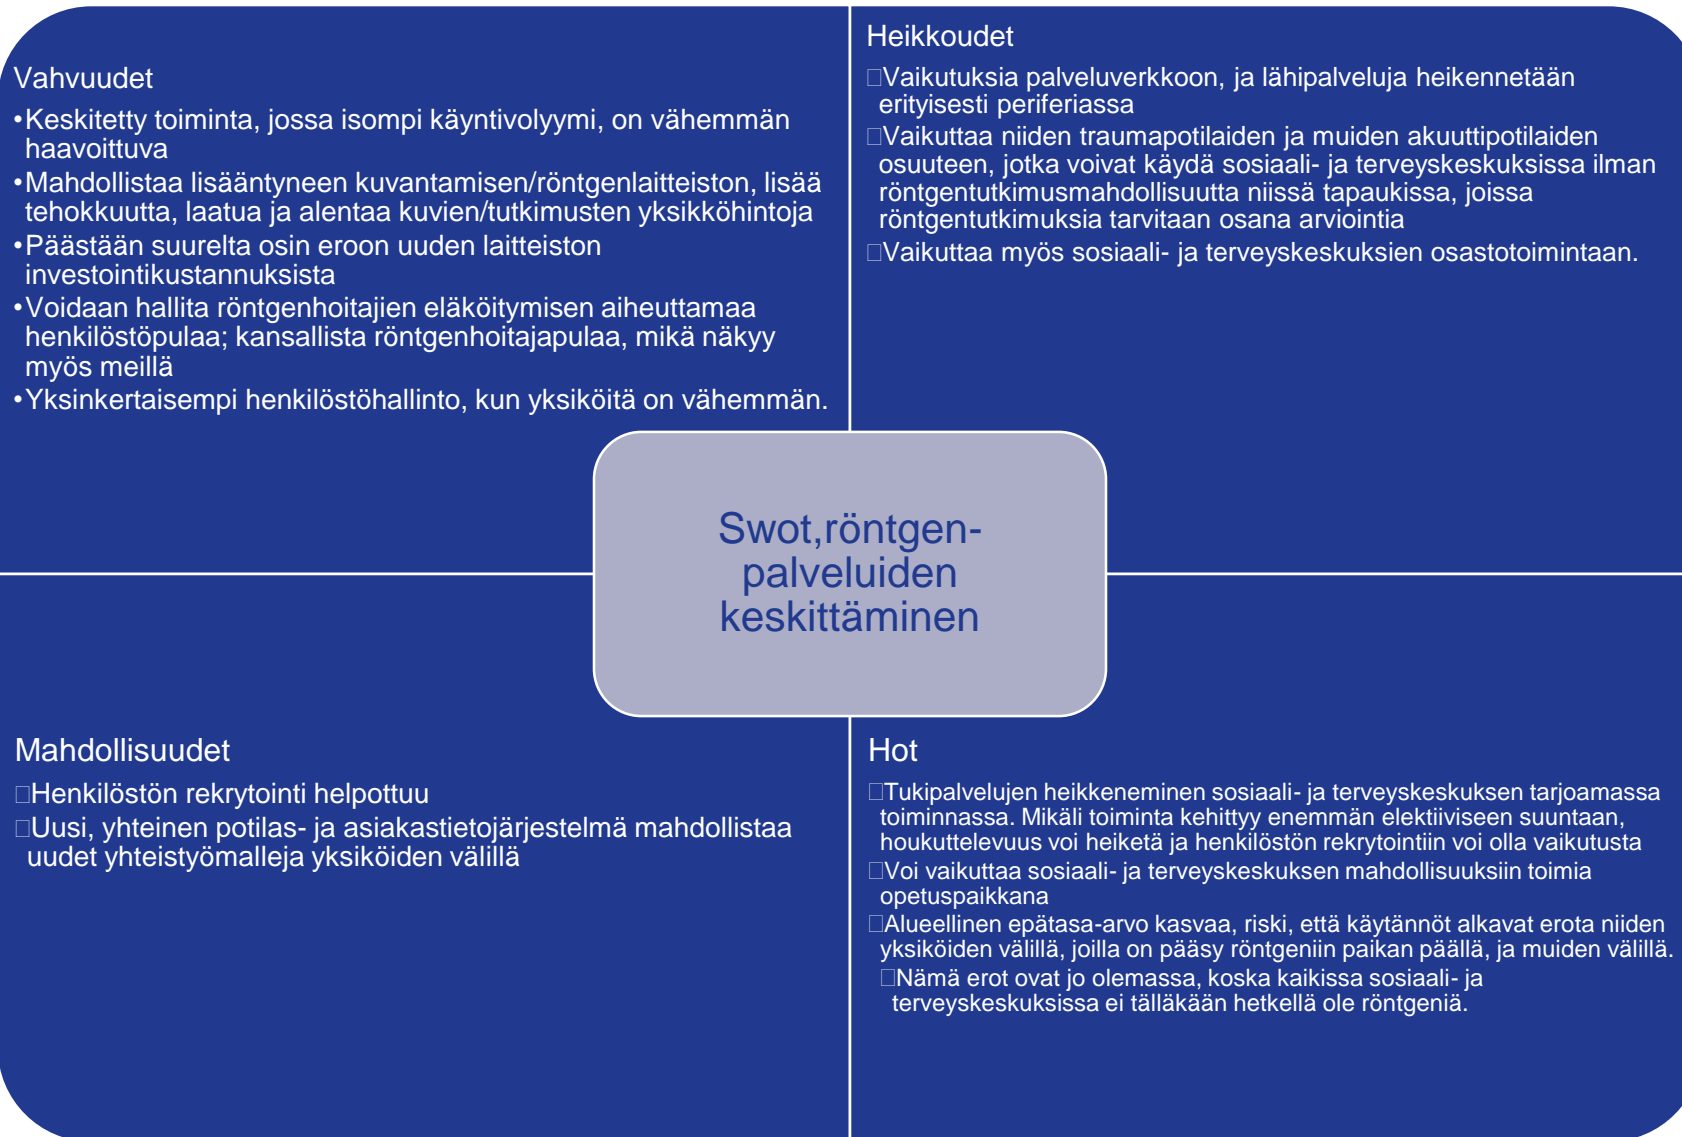 Vahvuudet
•Keskitetty toiminta, jossa isompi käyntivolyymi, on vähemmän
haavoittuva
•Mahdollistaa lisääntyneen kuvantamisen/röntgenlaitteiston, lisää
tehokkuutta, laatua ja alentaa kuvien/tutkimusten yksikköhintoja
•Päästään suurelta osin eroon uuden laitteiston
investointikustannuksista
•Voidaan hallita röntgenhoitajien eläköitymisen aiheuttamaa
henkilöstöpulaa; kansallista röntgenhoitajapulaa, mikä näkyy
myös meillä
•Yksinkertaisempi henkilöstöhallinto, kun yksiköitä on vähemmän.
Heikkoudet
□Vaikutuksia palveluverkkoon, ja lähipalveluja heikennetään
erityisesti periferiassa
□Vaikuttaa niiden traumapotilaiden ja muiden akuuttipotilaiden
osuuteen, jotka voivat käydä sosiaali- ja terveyskeskuksissa ilman
röntgentutkimusmahdollisuutta niissä tapaukissa, joissa
röntgentutkimuksia tarvitaan osana arviointia
□Vaikuttaa myös sosiaali- ja terveyskeskuksien osastotoimintaan.
Swot,röntgen-
palveluiden
keskittäminen
Mahdollisuudet
□Henkilöstön rekrytointi helpottuu
□Uusi, yhteinen potilas- ja asiakastietojärjestelmä mahdollistaa
uudet yhteistyömalleja yksiköiden välillä
Hot
□Tukipalvelujen heikkeneminen sosiaali- ja terveyskeskuksen tarjoamassa
toiminnassa. Mikäli toiminta kehittyy enemmän elektiiviseen suuntaan,
houkuttelevuus voi heiketä ja henkilöstön rekrytointiin voi olla vaikutusta
□Voi vaikuttaa sosiaali- ja terveyskeskuksen mahdollisuuksiin toimia
opetuspaikkana
□Alueellinen epätasa-arvo kasvaa, riski, että käytännöt alkavat erota niiden
yksiköiden välillä, joilla on pääsy röntgeniin paikan päällä, ja muiden välillä.
□Nämä erot ovat jo olemassa, koska kaikissa sosiaali- ja
terveyskeskuksissa ei tälläkään hetkellä ole röntgeniä.